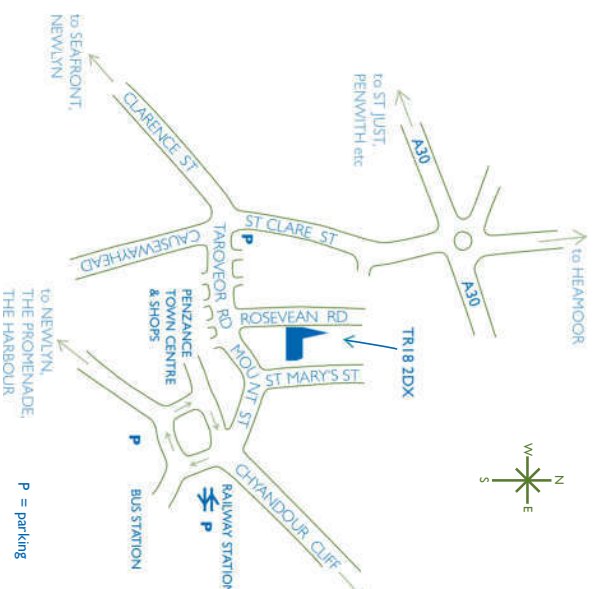 to HEAMOOR
A30
A30
to ST JUST,
PENWITH etc
to SEAFRONT,
NEWLYN
CLARENCE ST
ST CLARE ST
P
CAUSEWAYHEAD
TAROVEOR RD
ROSEVEAN RD
TR18 2DX
ST MARY'S ST
MOUNT ST
PENZANCE
TOWN CENTRE
& SHOPS
CHYANDOUR CLIFF
RAILWAY STATION
P
P
BUS STATION
to NEWLYN,
THE PROMENADE,
THE HARBOUR
P = parking
N
E
S
W